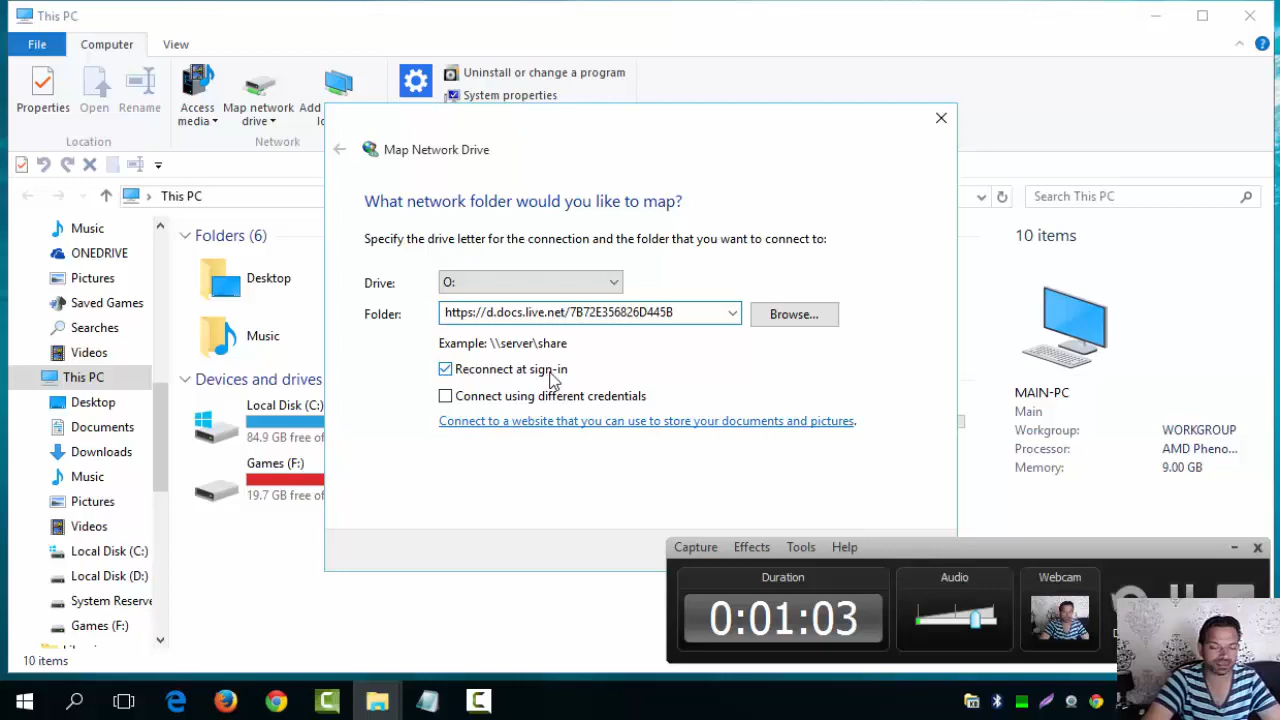 This PC
File
Computer
View
Properties
Open
Rename
Access media
Map network drive
Add
Uninstall or change a program
System properties
Location
Network
This PC
Search This PC
Map Network Drive
What network folder would you like to map?
Specify the drive letter for the connection and the folder that you want to connect to:
Drive:
O:
Folder:
https://d.docs.live.net/7B72E356826D445B
Browse...
Example: \\server\share
Reconnect at sign-in
Connect using different credentials
Connect to a website that you can use to store your documents and pictures.
Music
ONEDRIVE
Pictures
Saved Games
Searches
Videos
This PC
Desktop
Documents
Downloads
Music
Pictures
Videos
Local Disk (C:)
Local Disk (D:)
System Reserve
Games (F:)
Folders (6)
Desktop
Music
Devices and drives
Local Disk (C:)
84.9 GB free of
Games (F:)
19.7 GB free of
10 items
MAIN-PC
Main
Workgroup: WORKGROUP
Processor: AMD Pheno...
Memory: 9.00 GB
Capture
Effects
Tools
Help
Duration
0:01:03
Audio
Webcam
10 items